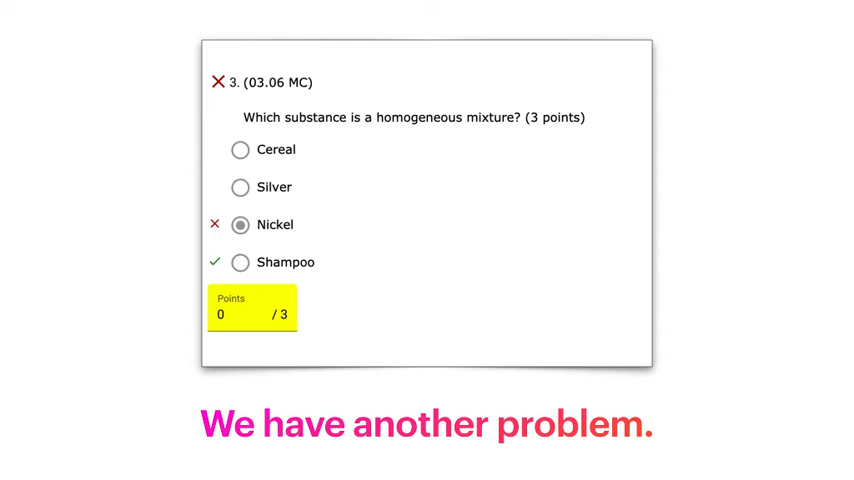 3. (03.06 MC)
Which substance is a homogeneous mixture? (3 points)
Cereal
Silver
Nickel
Shampoo
Points
0 / 3
We have another problem.